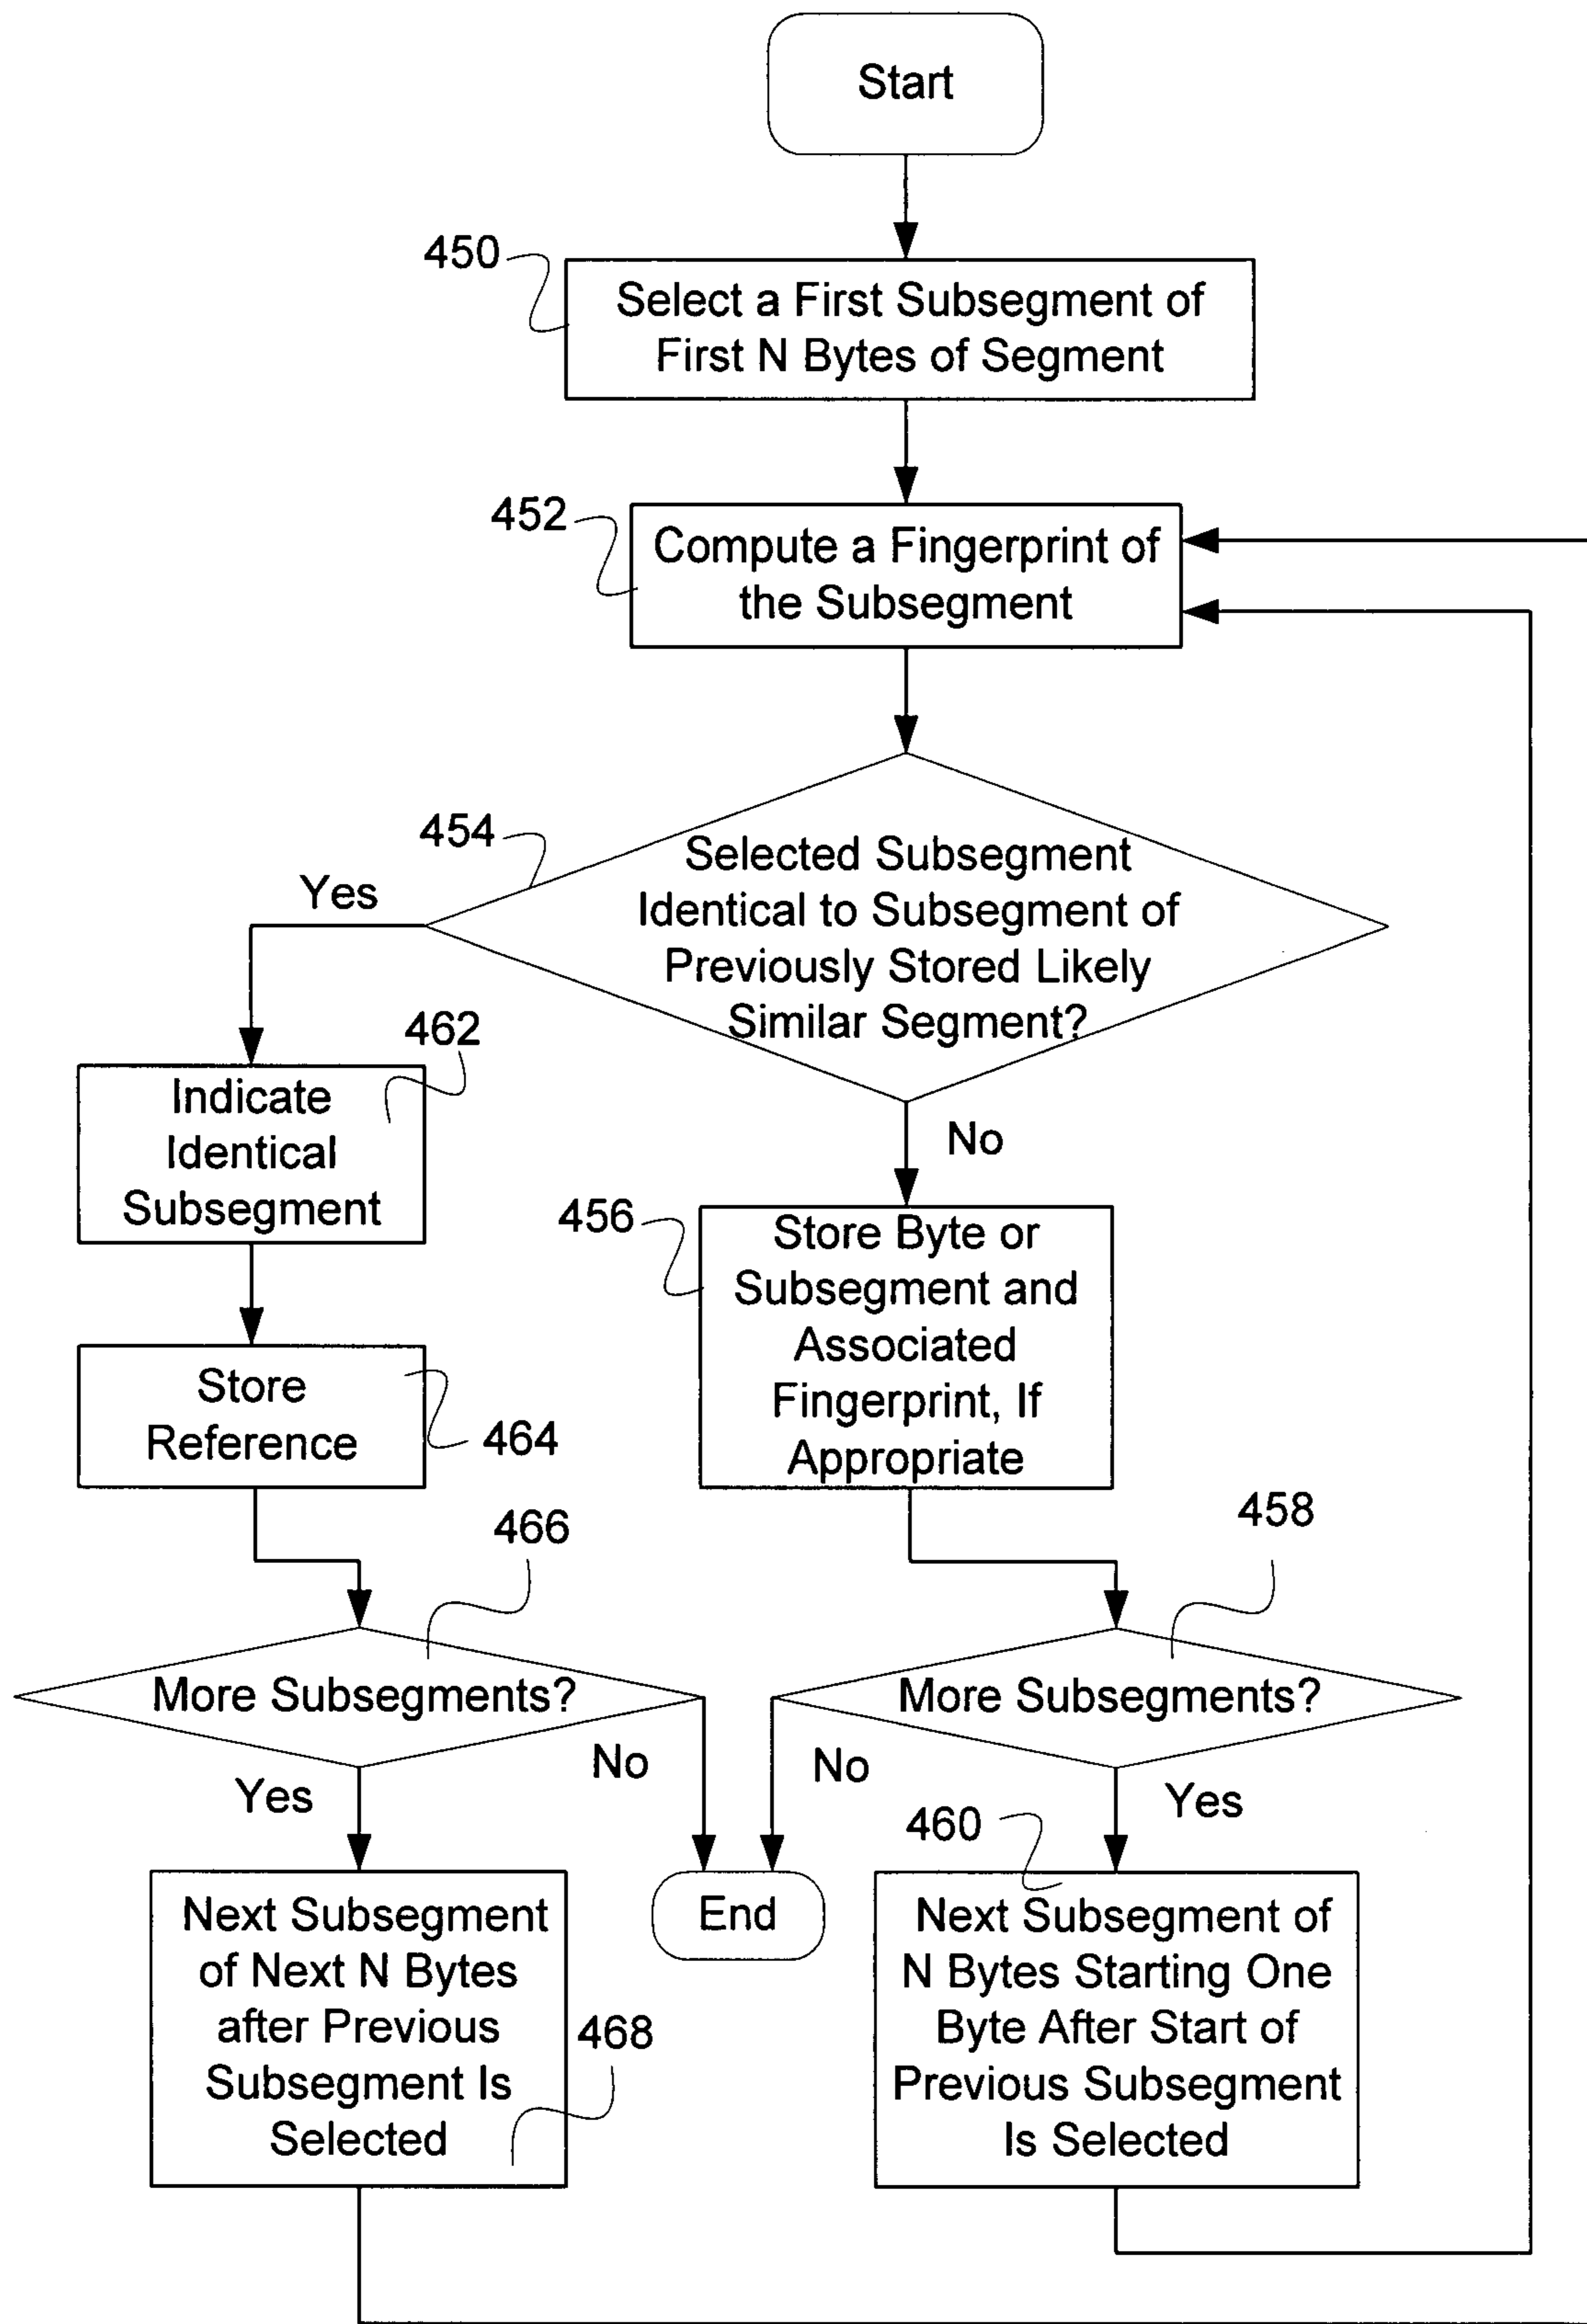 Start
450
Select a First Subsegment of
First N Bytes of Segment
452
Compute a Fingerprint of
the Subsegment
454
Selected Subsegment
Identical to Subsegment of
Previously Stored Likely
Similar Segment?
Yes
No
462
Indicate
Identical
Subsegment
456
Store Byte or
Subsegment and
Associated
Fingerprint, If
Appropriate
Store
Reference
464
466
458
More Subsegments?
More Subsegments?
No
No
Yes
Yes
460
Next Subsegment
of Next N Bytes
after Previous
Subsegment Is
Selected
468
End
Next Subsegment of
N Bytes Starting One
Byte After Start of
Previous Subsegment
Is Selected